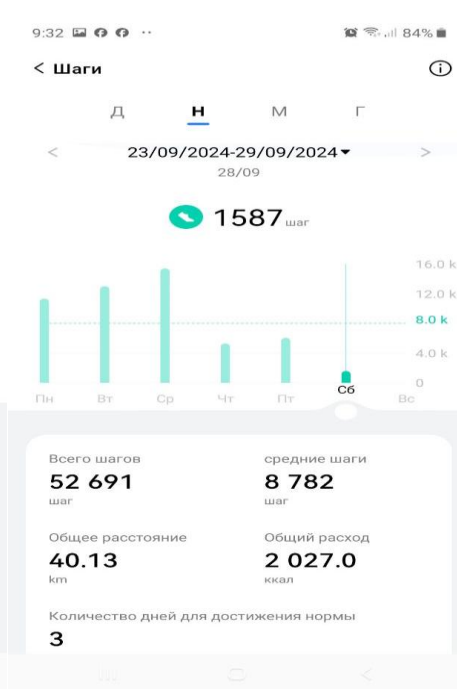 9:32 84%
< Шаги
Д Н М Г
< 23/09/2024-29/09/2024 >
28/09
1587 шаг
16.0 k
12.0 k
8.0 k
4.0 k
0
Пн Вт Ср Чт Пт Сб Вс
Всего шагов средние шаги
52 691 8 782
шаг шаг
Общее расстояние Общий расход
40.13 2 027.0
km ккал
Количество дней для достижения нормы
3